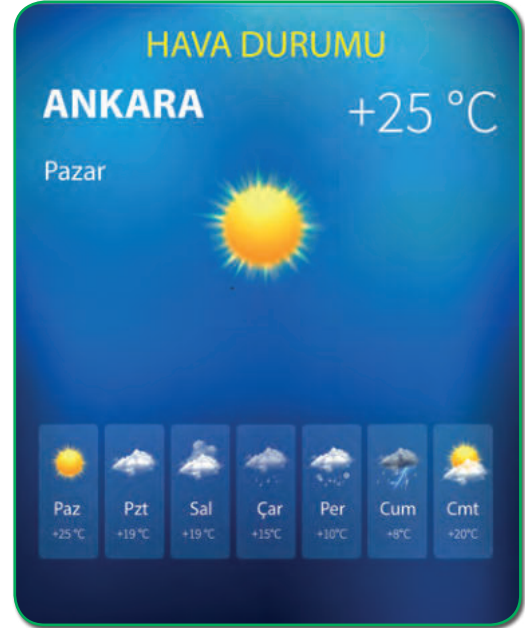 HAVA DURUMU
ANKARA +25 °C
Pazar
Paz Pzt Sal Çar Per Cum Cmt
+25 °C +19 °C +19 °C +15°C +10°C +8°C +20°C